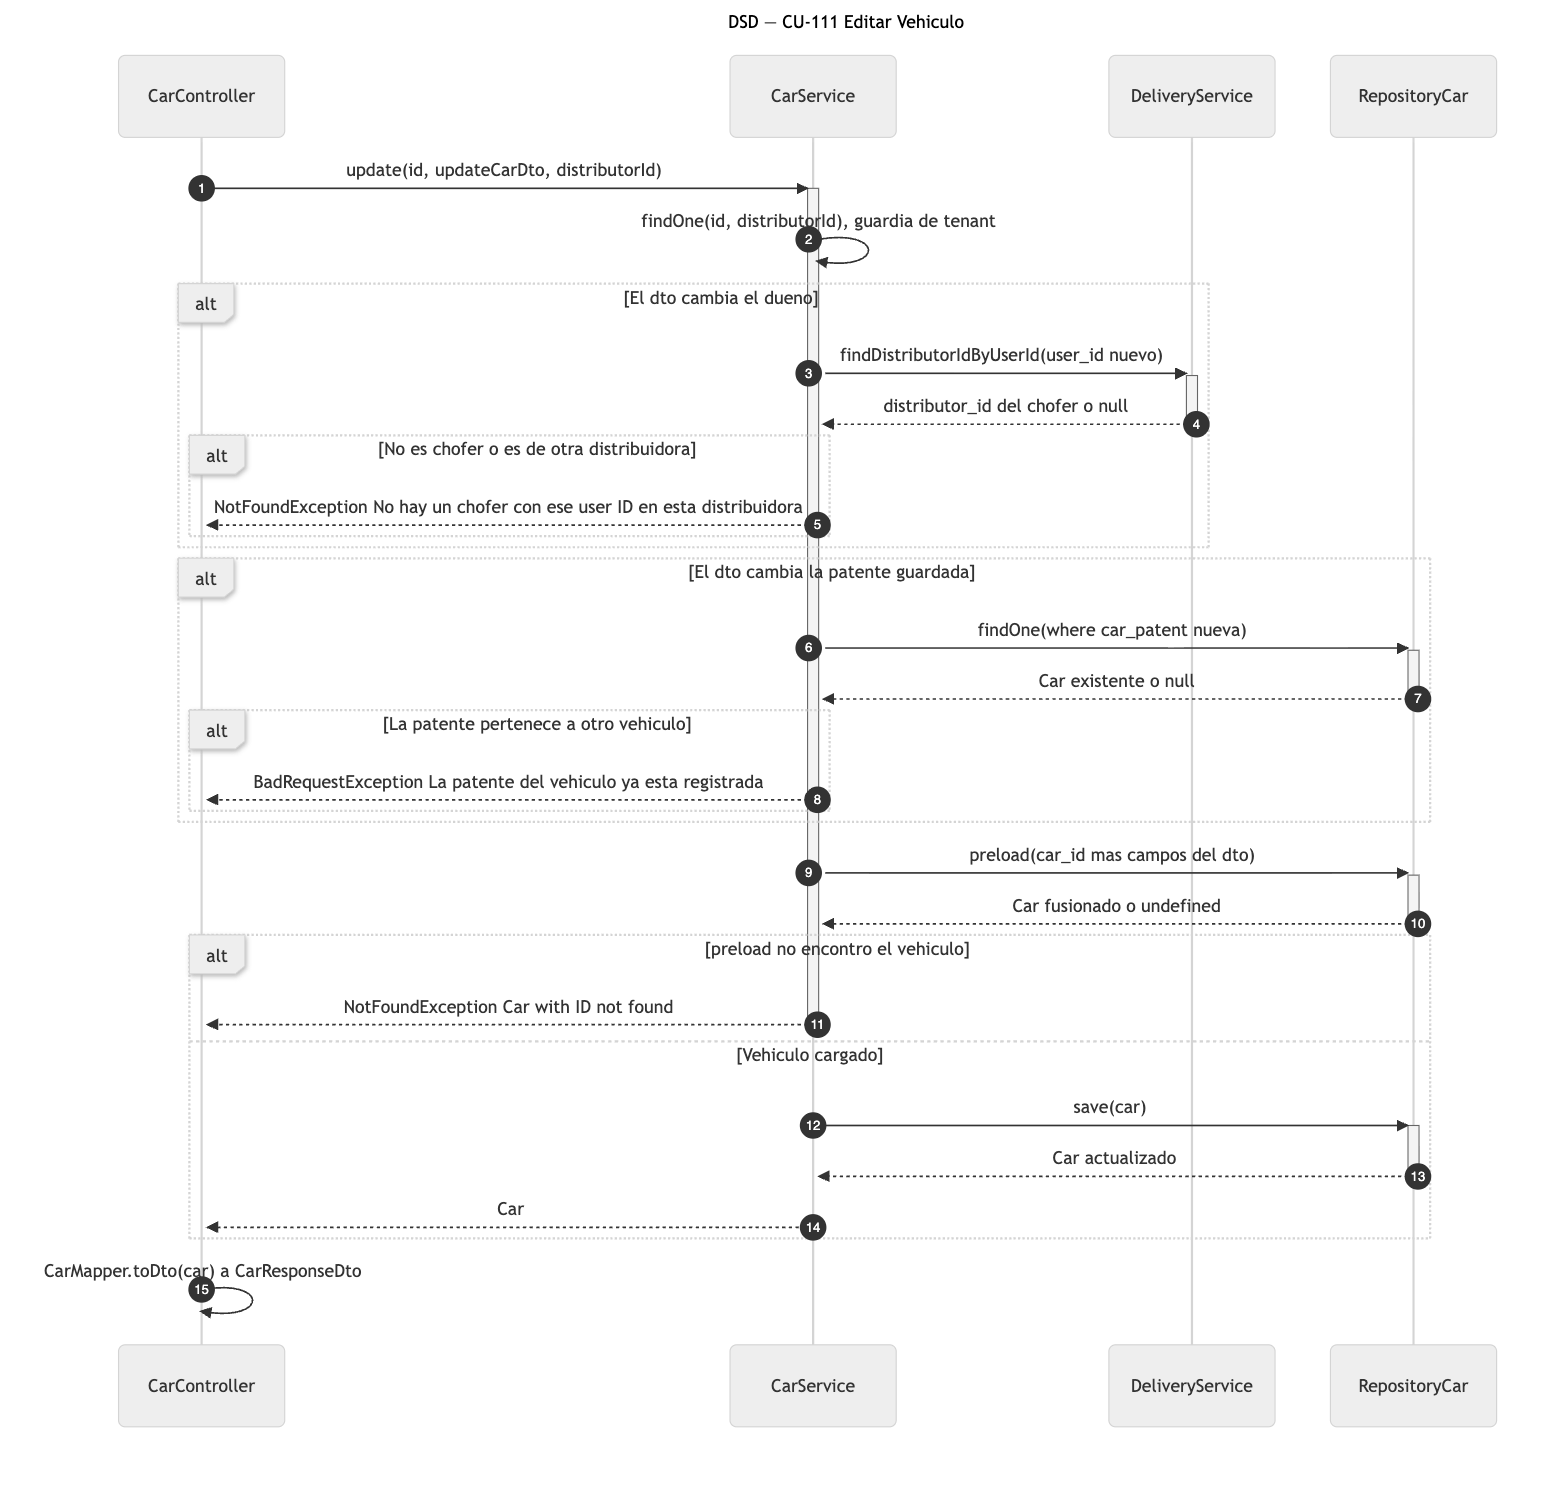 DSD — CU-111 Editar Vehiculo
CarController
CarService
DeliveryService
RepositoryCar
update(id, updateCarDto, distributorId)
1
findOne(id, distributorId), guardia de tenant
2
alt
[El dto cambia el dueno]
findDistributorIdByUserId(user_id nuevo)
3
distributor_id del chofer o null
4
alt
[No es chofer o es de otra distribuidora]
NotFoundException No hay un chofer con ese user ID en esta distribuidora
5
alt
[El dto cambia la patente guardada]
findOne(where car_patent nueva)
6
Car existente o null
7
alt
[La patente pertenece a otro vehiculo]
BadRequestException La patente del vehiculo ya esta registrada
8
preload(car_id mas campos del dto)
9
Car fusionado o undefined
10
alt
[preload no encontro el vehiculo]
NotFoundException Car with ID not found
11
[Vehiculo cargado]
save(car)
12
Car actualizado
13
Car
14
CarMapper.toDto(car) a CarResponseDto
15
CarController
CarService
DeliveryService
RepositoryCar